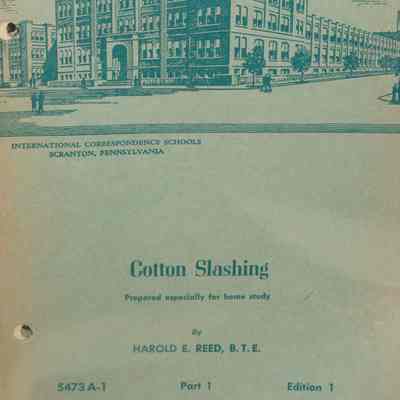 INTERNATIONAL CORRESPONDENCE SCHOOLS
SCRANTON, PENNSYLVANIA
Cotton Slashing
Prepared especially for home study
By
HAROLD E. REED, B.T.E.
5473 A-1 Part 1 Edition 1